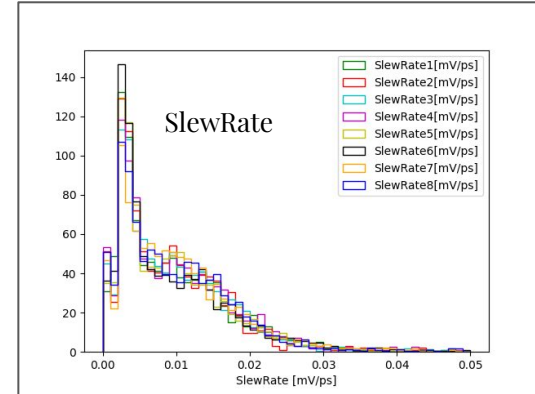 SlewRate
SlewRate1[mV/ps]
SlewRate2[mV/ps]
SlewRate3[mV/ps]
SlewRate4[mV/ps]
SlewRate5[mV/ps]
SlewRate6[mV/ps]
SlewRate7[mV/ps]
SlewRate8[mV/ps]
140
120
100
80
60
40
20
0
0.00 0.01 0.02 0.03 0.04 0.05
SlewRate [mV/ps]